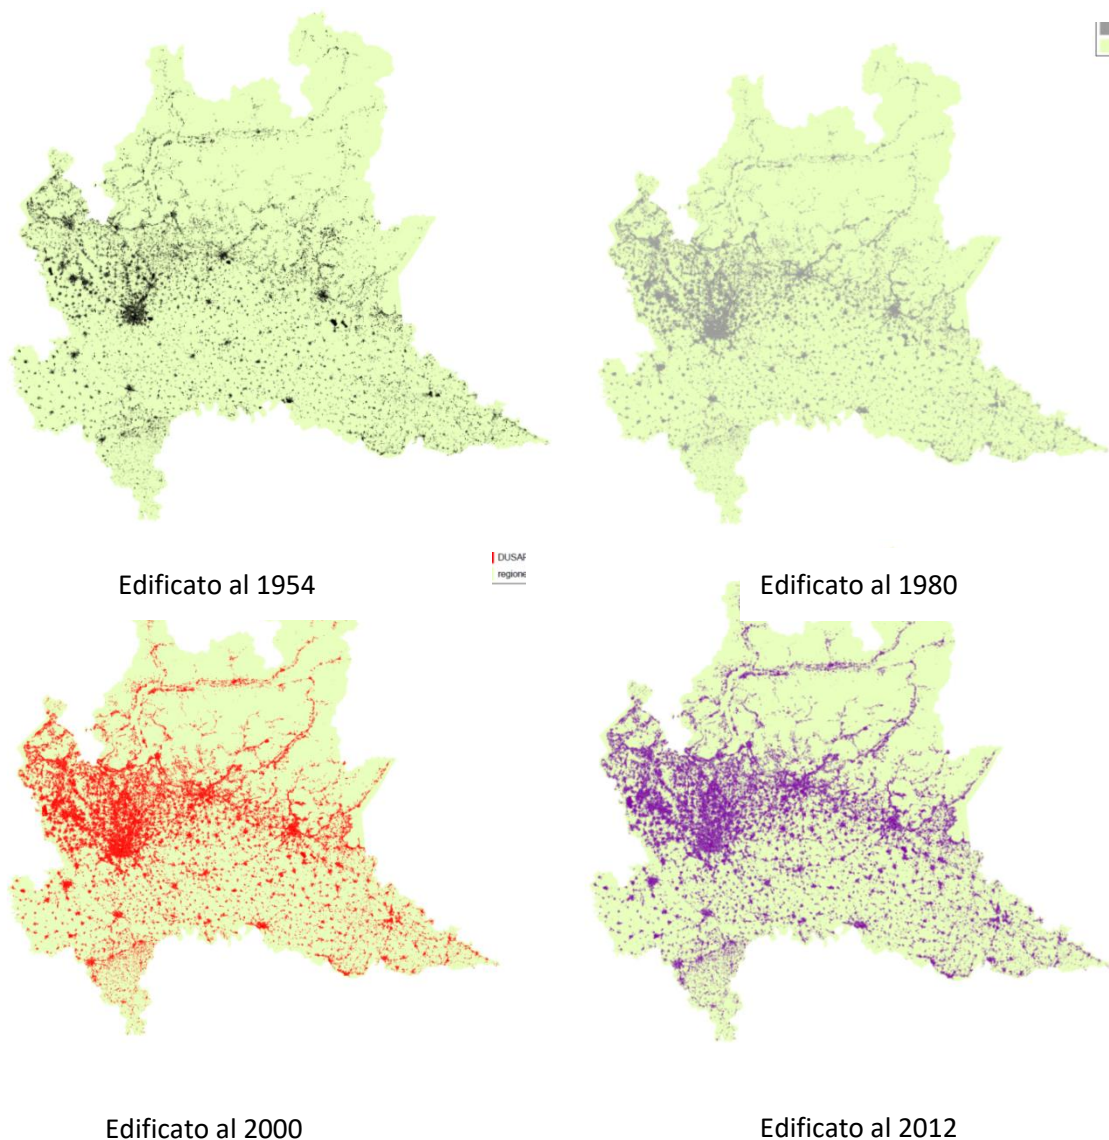 Edificato al 1954
DUSAF
regione
Edificato al 1980
Edificato al 2000
Edificato al 2012